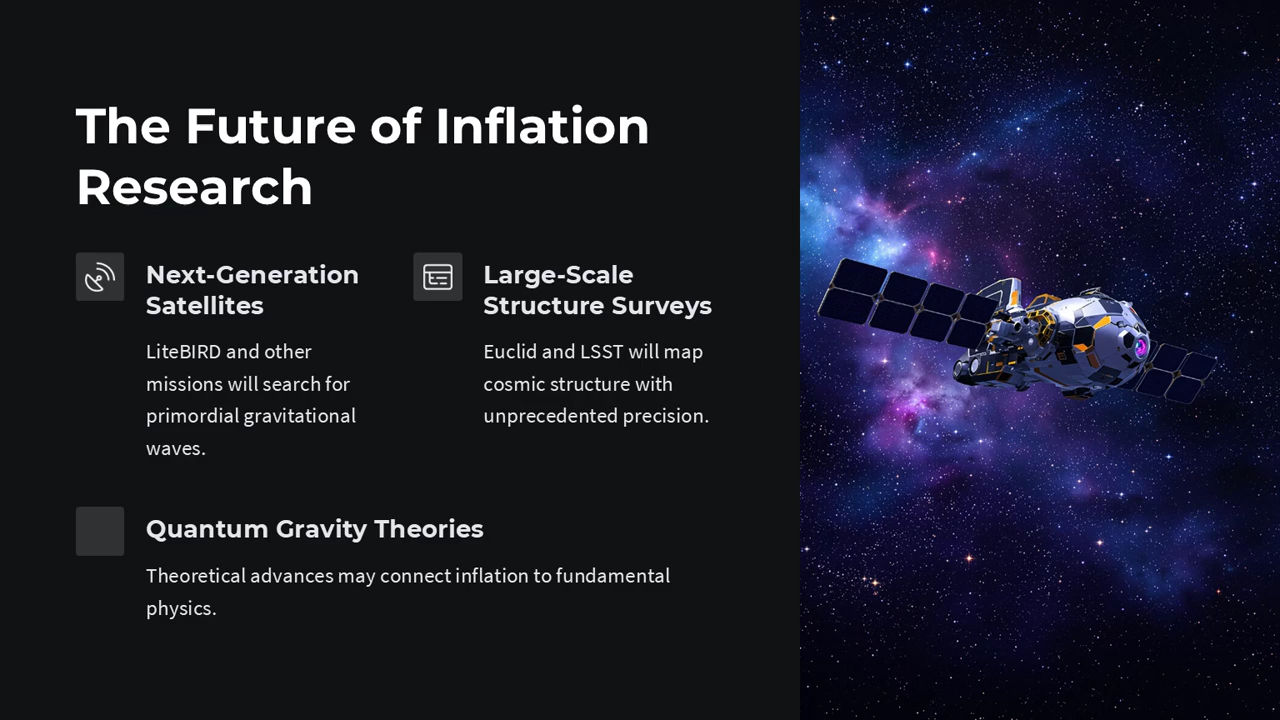 The Future of Inflation
Research
Next-Generation
Satellites
LiteBIRD and other
missions will search for
primordial gravitational
waves.
Large-Scale
Structure Surveys
Euclid and LSST will map
cosmic structure with
unprecedented precision.
Quantum Gravity Theories
Theoretical advances may connect inflation to fundamental
physics.